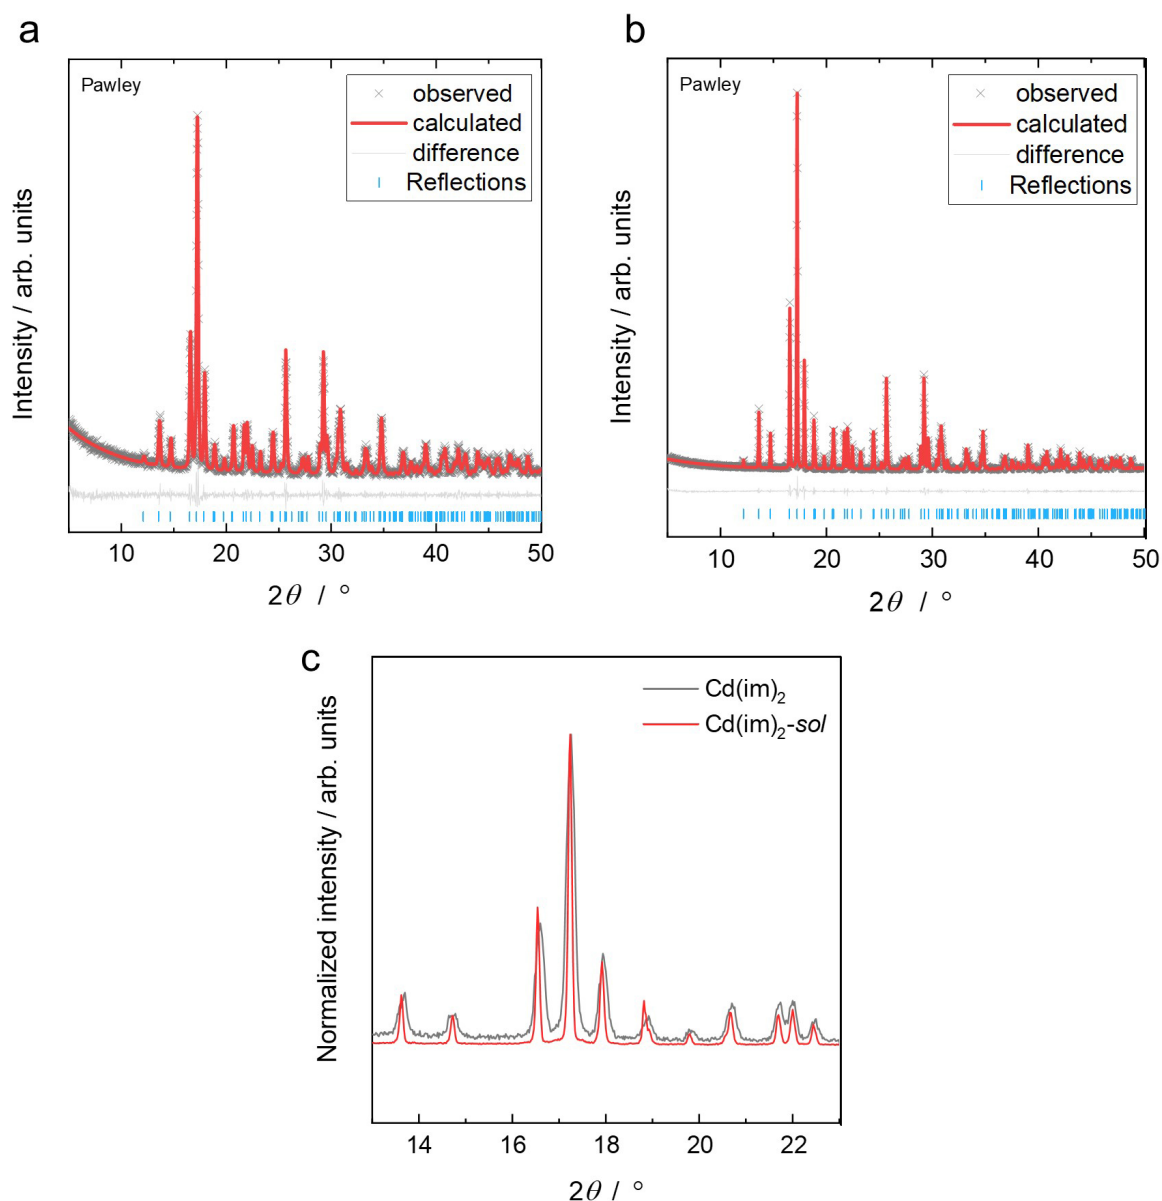 a
Pawley
observed
calculated
difference
Reflections
Intensity / arb. units
10 20 30 40 50
2θ / °
b
Pawley
observed
calculated
difference
Reflections
Intensity / arb. units
10 20 30 40 50
2θ / °
c
Cd(im)₂
Cd(im)₂-sol
Normalized intensity / arb. units
14 16 18 20 22
2θ / °